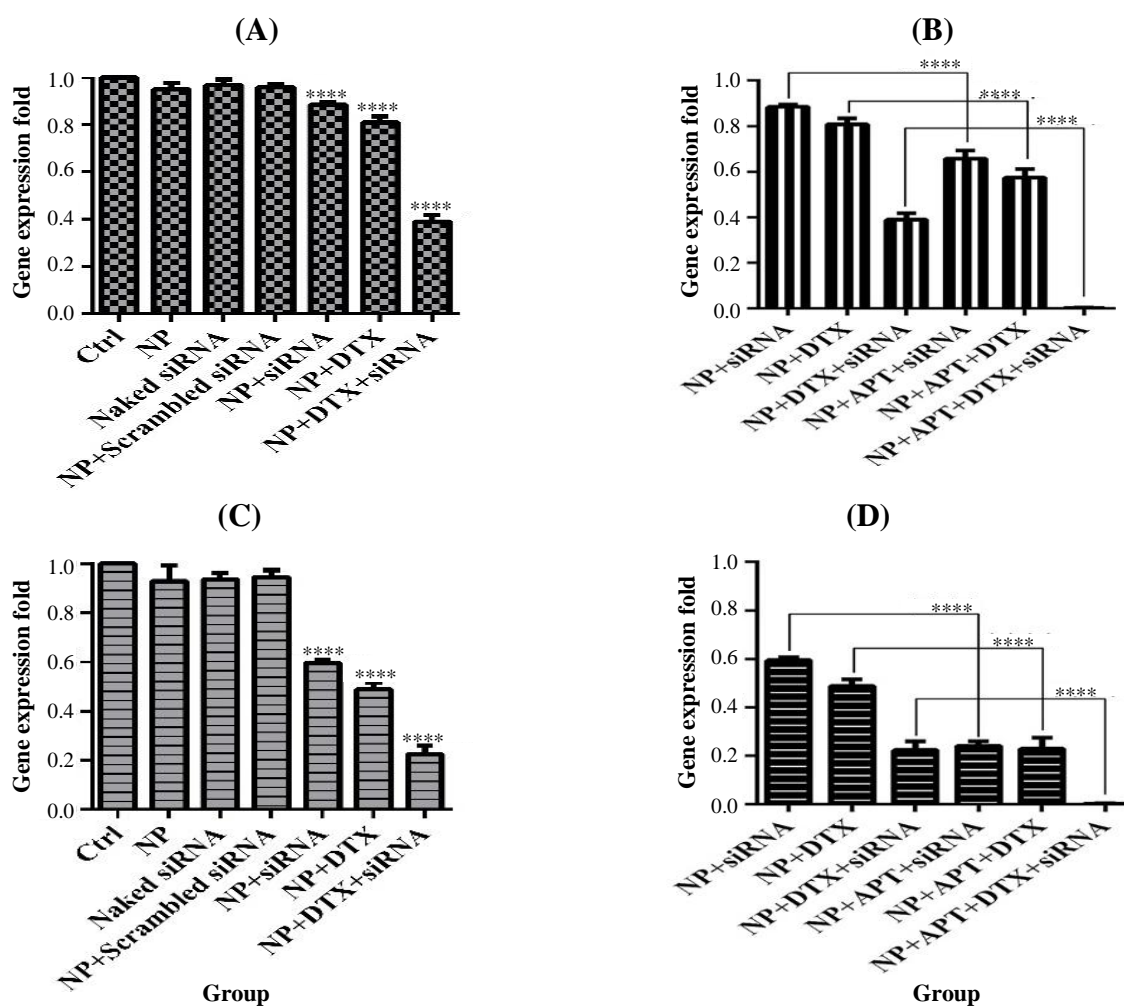 (A)
Gene expression fold
1.0
0.8
0.6
0.4
0.2
0.0
****
****
****
Ctrl
NP
Naked siRNA
NP+Scrambled siRNA
NP+siRNA
NP+DTX
NP+DTX+siRNA
(B)
Gene expression fold
1.0
0.8
0.6
0.4
0.2
0.0
****
****
****
NP+siRNA
NP+DTX
NP+DTX+siRNA
NP+APT+siRNA
NP+APT+DTX
NP+APT+DTX+siRNA
(C)
Gene expression fold
1.0
0.8
0.6
0.4
0.2
0.0
****
****
****
Ctrl
NP
Naked siRNA
NP+Scrambled siRNA
NP+siRNA
NP+DTX
NP+DTX+siRNA
Group
(D)
Gene expression fold
1.0
0.8
0.6
0.4
0.2
0.0
****
****
****
NP+siRNA
NP+DTX
NP+DTX+siRNA
NP+APT+siRNA
NP+APT+DTX
NP+APT+DTX+siRNA
Group